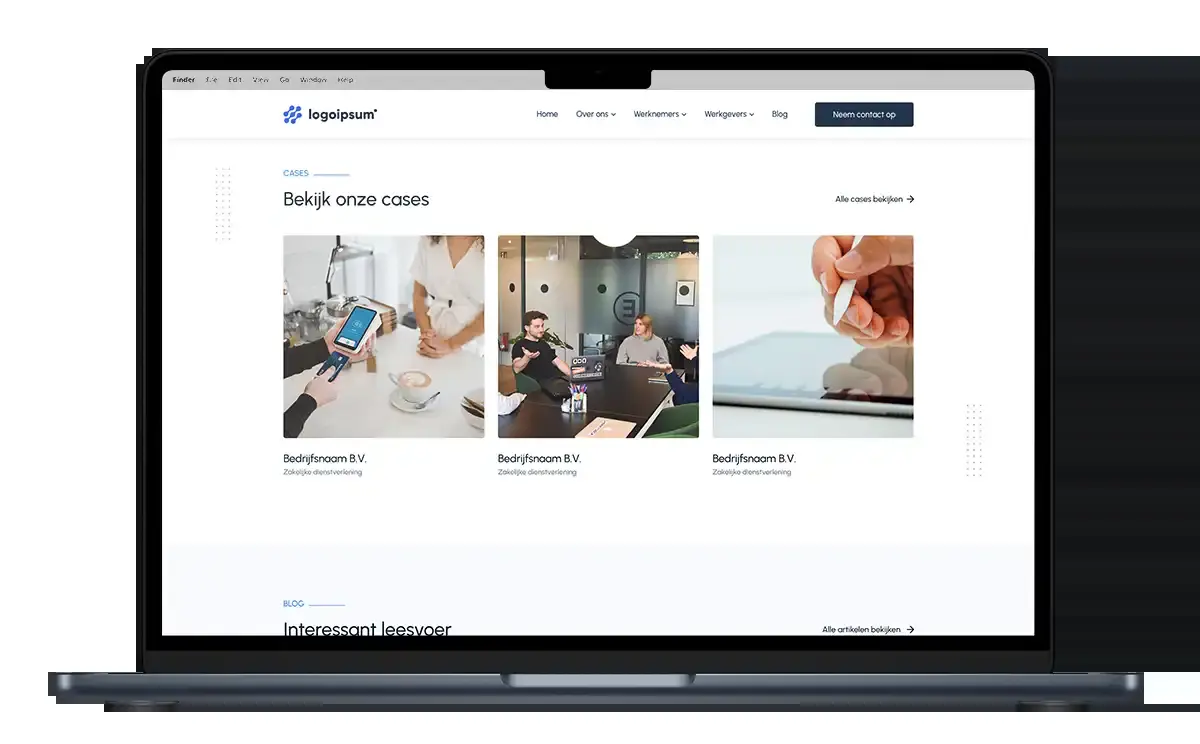 Finder File Edit View Go Window Help
logoipsum
Home Over ons Werknemers Werkgevers Blog Neem contact op
CASES
Bekijk onze cases
Alle cases bekijken
Bedrijfsnaam B.V.
Zakelijke dienstverlening
Bedrijfsnaam B.V.
Zakelijke dienstverlening
Bedrijfsnaam B.V.
Zakelijke dienstverlening
BLOG
Interessant leesvoer
Alle artikelen bekijken